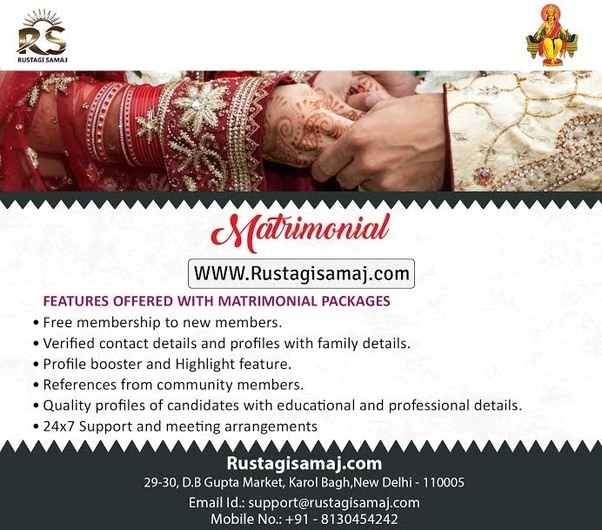 RS
RUSTAGI SAMAJ
Matrimonial
WWW.Rustagisamaj.com
FEATURES OFFERED WITH MATRIMONIAL PACKAGES
• Free membership to new members.
• Verified contact details and profiles with family details.
• Profile booster and Highlight feature.
• References from community members.
• Quality profiles of candidates with educational and professional details.
• 24x7 Support and meeting arrangements
Rustagisamaj.com
29-30, D.B Gupta Market, Karol Bagh,New Delhi - 110005
Email Id.: support@rustagisamaj.com
Mobile No.: +91 - 8130454242